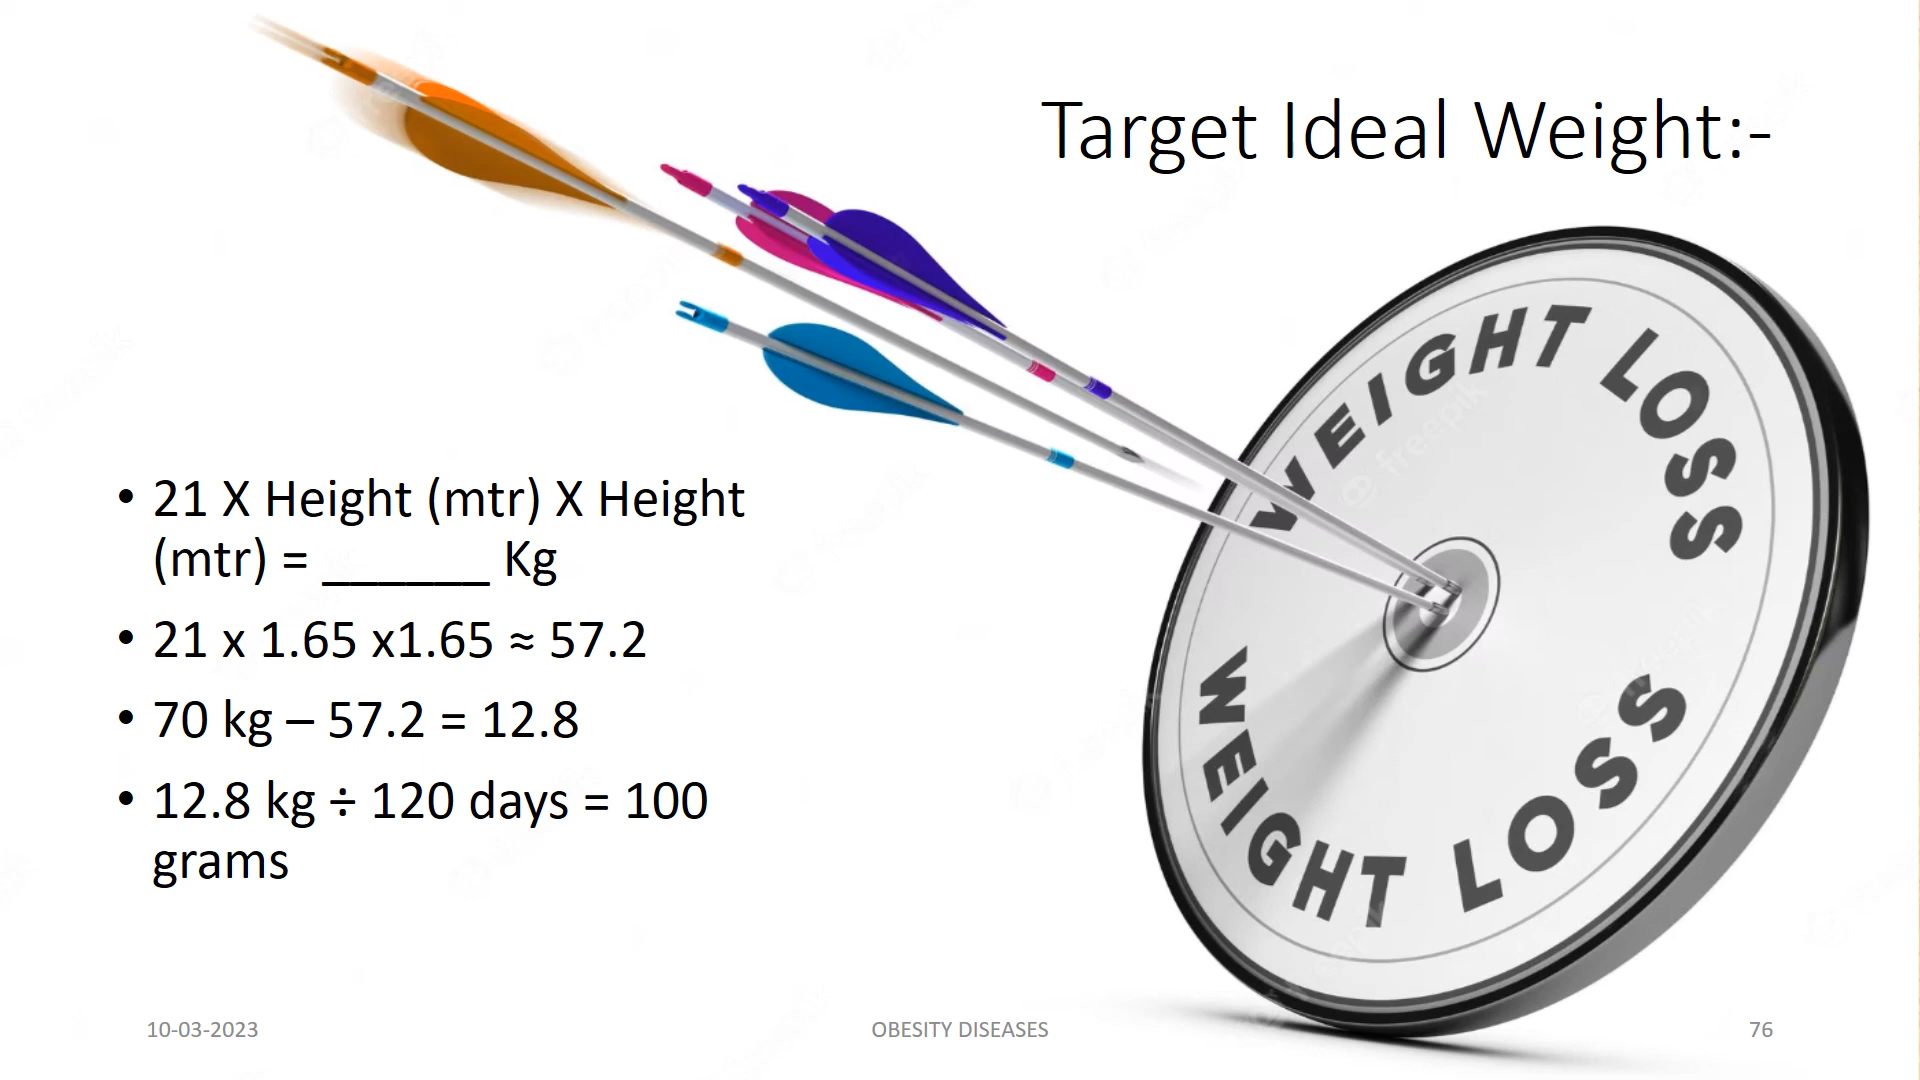 Target Ideal Weight:-
WEIGHT LOSS
WEIGHT LOSS
• 21 X Height (mtr) X Height
(mtr) = ______ Kg
• 21 x 1.65 x1.65 ≈ 57.2
• 70 kg – 57.2 = 12.8
• 12.8 kg ÷ 120 days = 100
grams
freepik
10-03-2023
OBESITY DISEASES
76